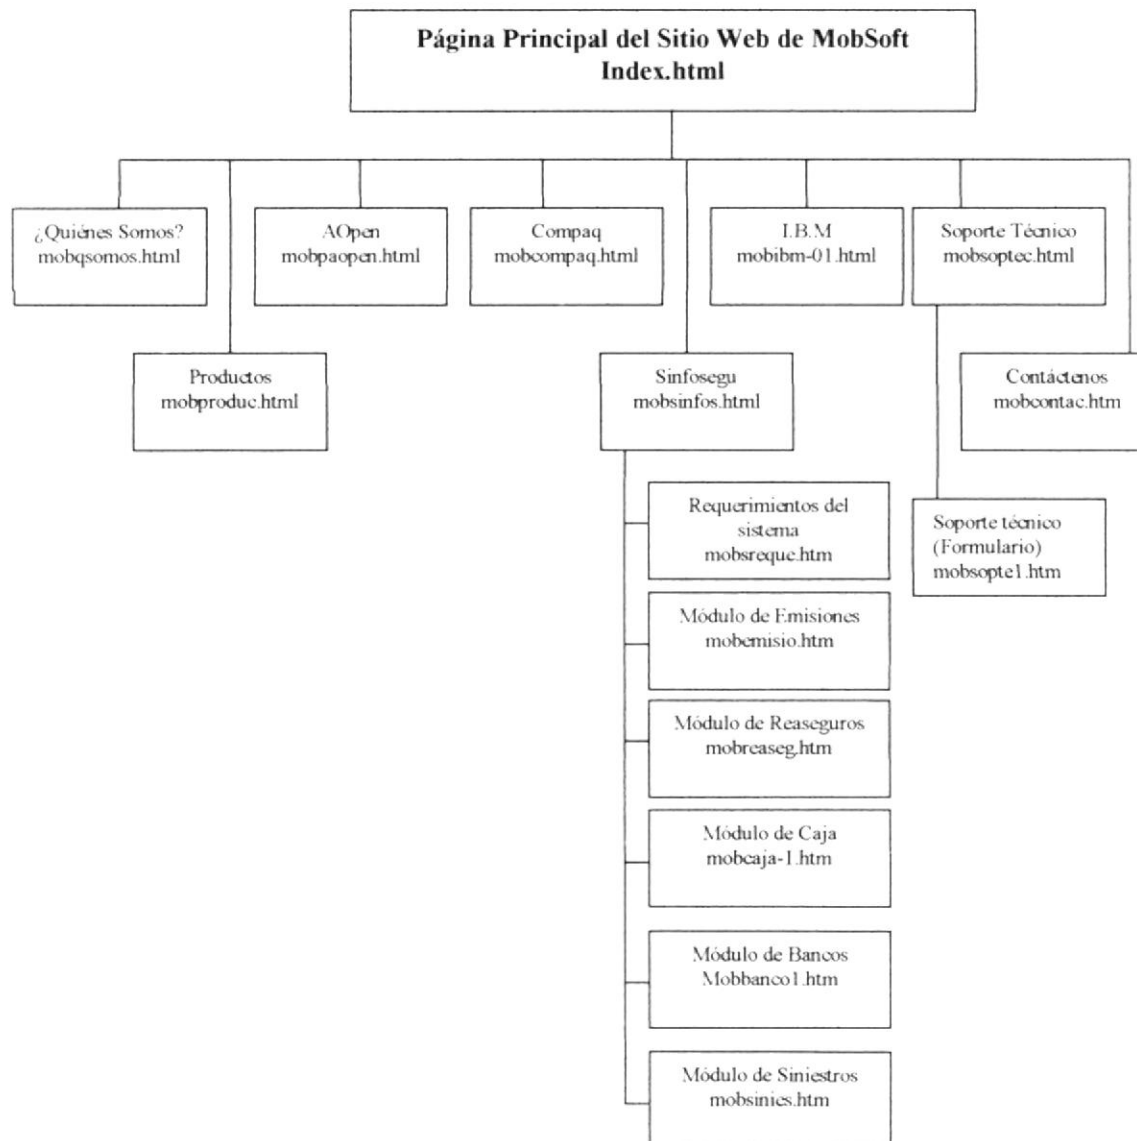 Página Principal del Sitio Web de MobSoft
Index.html
¿Quiénes Somos?
mobqsomos.html
AOpen
mobpaopen.html
Compaq
mobcompaq.html
I.B.M
mobibm-01.html
Soporte Técnico
mobsoptec.html
Productos
mobproduc.html
Sinfosegu
mobsinfos.html
Contáctenos
mobcontac.htm
Requerimientos del
sistema
mobsreque.htm
Soporte técnico
(Formulario)
mobsopte1.htm
Módulo de Emisiones
mobemisio.htm
Módulo de Reaseguros
mobreaseg.htm
Módulo de Caja
mobcaja-1.htm
Módulo de Bancos
Mobbanco1.htm
Módulo de Siniestros
mobsinies.htm